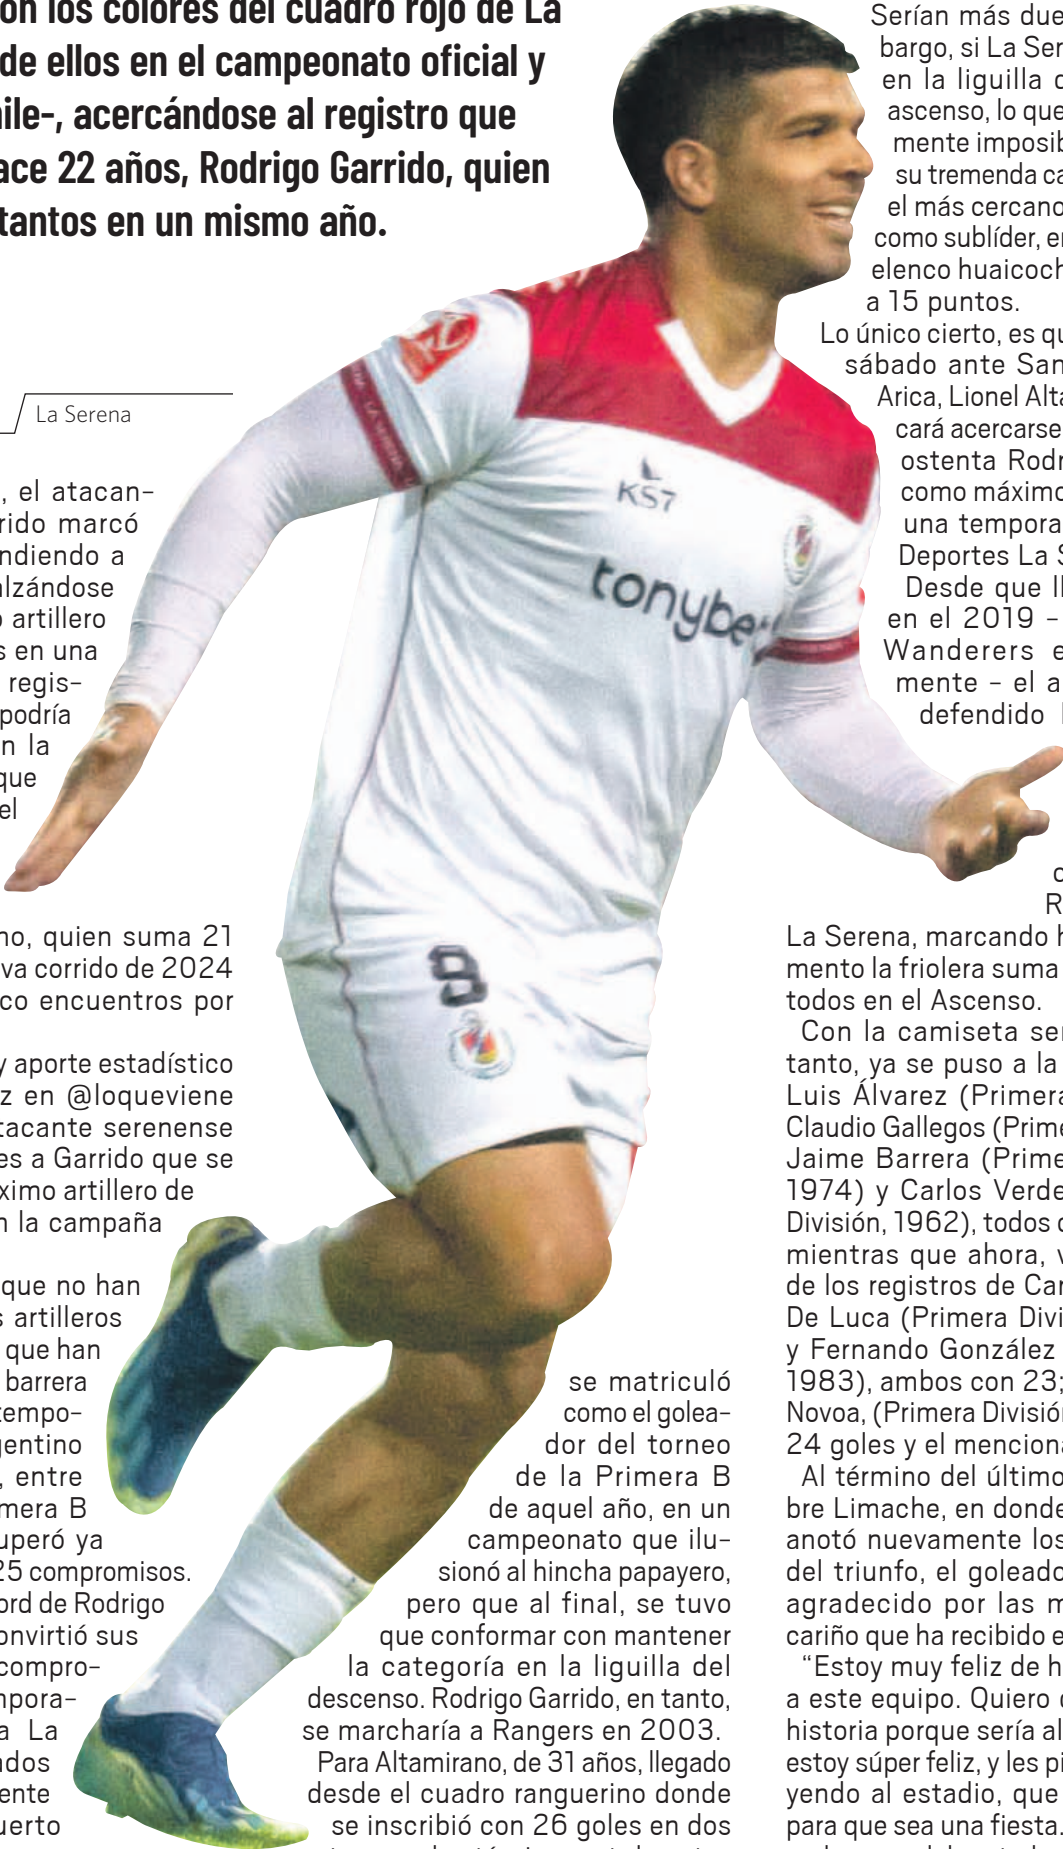 on los colores del cuadro rojo de La
de ellos en el campeonato oficial y
ile-, acercándose al registro que
ace 22 años, Rodrigo Garrido, quien
tantos en un mismo año.
La Serena
, el atacan-
rido marcó
ndiendo a
alzándose
o artillero
s en una
regis-
podría
n la
que
el
no, quien suma 21
va corrido de 2024
co encuentros por
y aporte estadístico
z en @loqueviene
tacante serenense
es a Garrido que se
ximo artillero de
n la campaña
que no han
s artilleros
que han
barrera
tempo-
gentino
, entre
mera B
uperó ya
25 compromisos.
ord de Rodrigo
onvirtió sus
compro-
mpora-
a La
ados
ente
uerto
se matriculó
como el golea-
dor del torneo
de la Primera B
de aquel año, en un
campeonato que ilu-
sionó al hincha papayero,
pero que al final, se tuvo
que conformar con mantener
la categoría en la liguilla del
descenso. Rodrigo Garrido, en tanto,
se marcharía a Rangers en 2003.
Para Altamirano, de 31 años, llegado
desde el cuadro ranguerino donde
se inscribió con 26 goles en dos
Serían más due
bargo, si La Ser
en la liguilla d
ascenso, lo que
mente imposib
su tremenda ca
el más cercano
como sublíder, en
elenco huaicoch
a 15 puntos.
Lo único cierto, es qu
sábado ante San
Arica, Lionel Alta
cará acercarse
ostenta Rodr
como máximo
una tempora
Deportes La S
Desde que ll
en el 2019 –
Wanderers e
mente – el a
defendido l
c
R
La Serena, marcando h
mento la friolera suma
todos en el Ascenso.
Con la camiseta ser
tanto, ya se puso a la
Luis Álvarez (Primera
Claudio Gallegos (Prime
Jaime Barrera (Prime
1974) y Carlos Verde
División, 1962), todos c
mientras que ahora, v
de los registros de Car
De Luca (Primera Divi
y Fernando González
1983), ambos con 23;
Novoa, (Primera División
24 goles y el menciona
Al término del último
bre Limache, en donde
anotó nuevamente los
del triunfo, el goleado
agradecido por las m
cariño que ha recibido e
“Estoy muy feliz de h
a este equipo. Quiero d
historia porque sería al
estoy súper feliz, y les pi
yendo al estadio, que
para que sea una fiesta.
KS7
tonybe
8